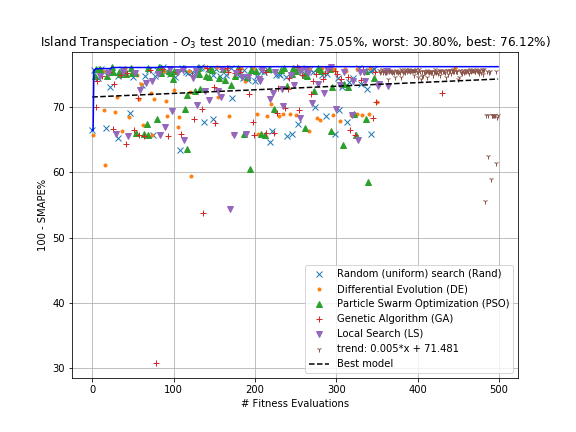 Island Transpeciation - O3 test 2010 (median: 75.05%, worst: 30.80%, best: 76.12%)
100 - SMAPE%
70
60
50
40
30
0 100 200 300 400 500
# Fitness Evaluations
Random (uniform) search (Rand)
Differential Evolution (DE)
Particle Swarm Optimization (PSO)
Genetic Algorithm (GA)
Local Search (LS)
trend: 0.005*x + 71.481
Best model